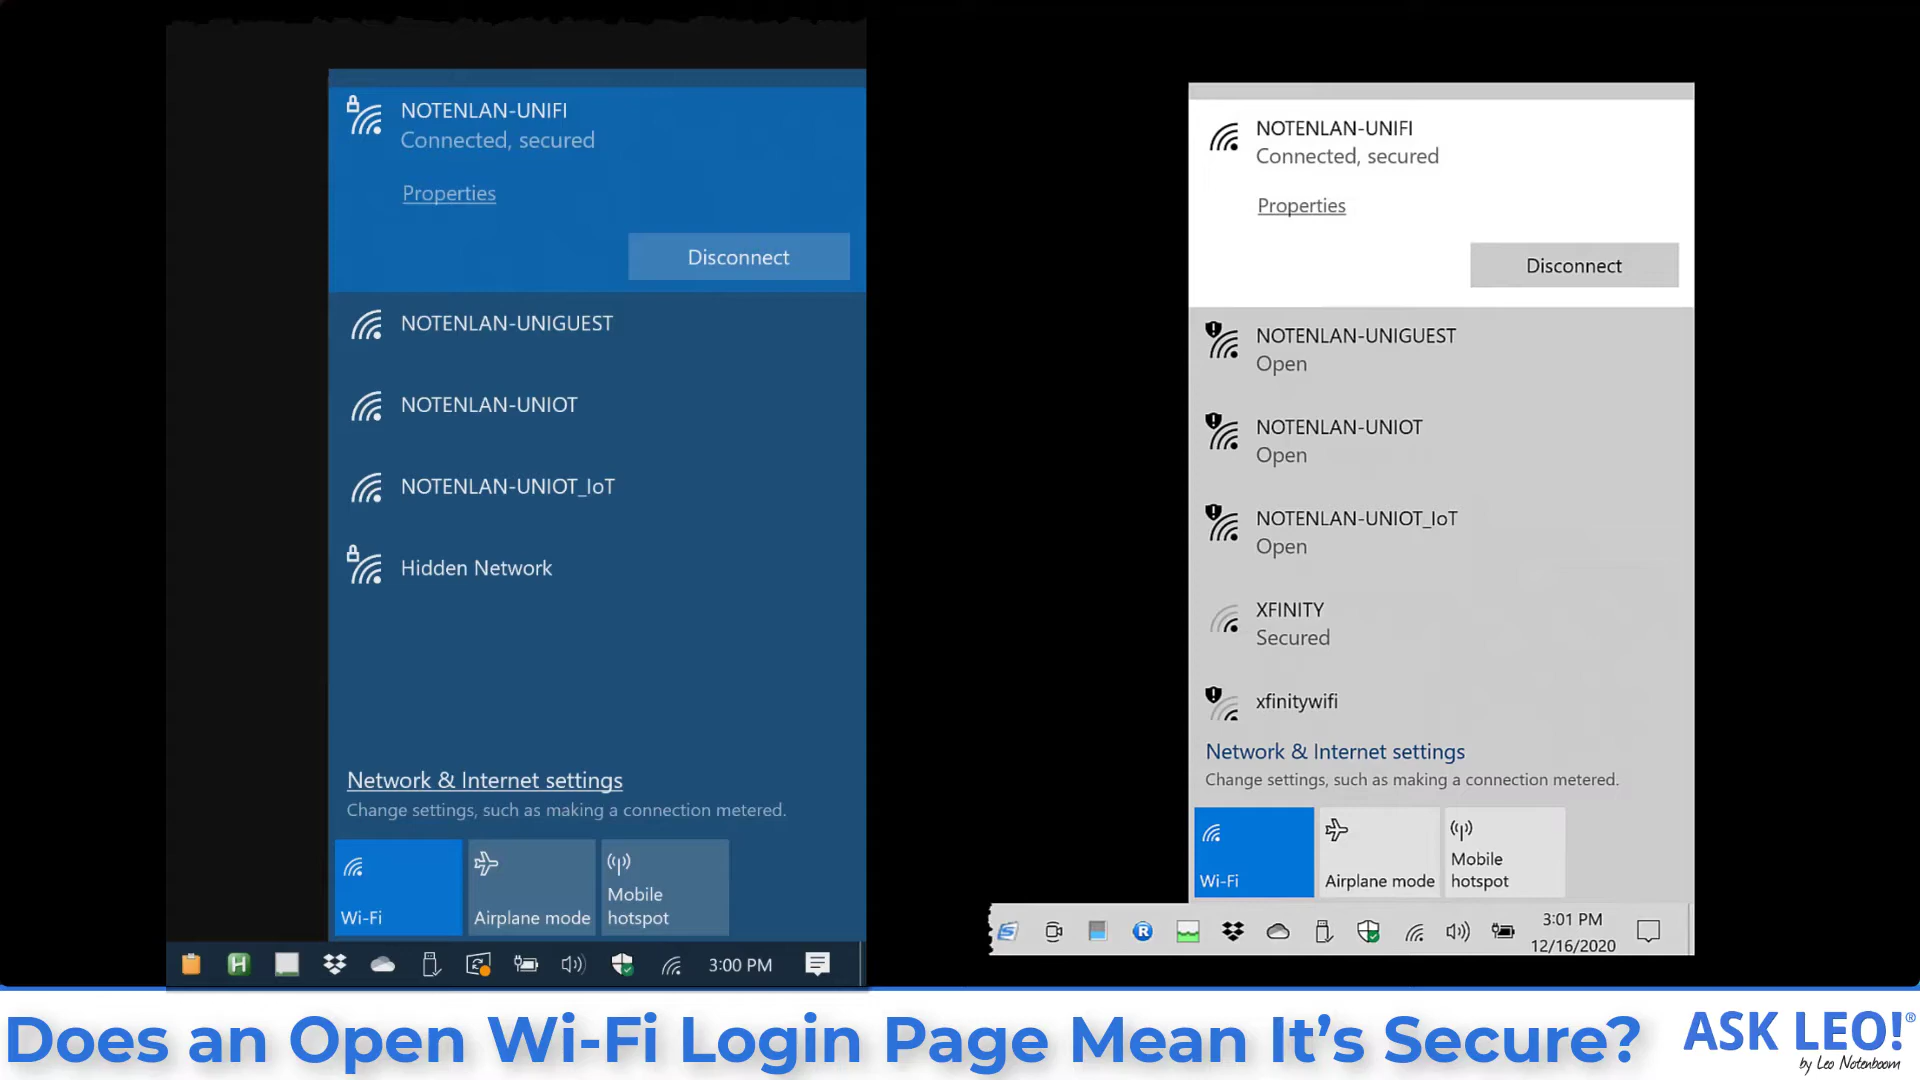 NOTENLAN-UNIFI
Connected, secured
Properties
Disconnect
NOTENLAN-UNIGUEST
NOTENLAN-UNIOT
NOTENLAN-UNIOT_IoT
Hidden Network
Network & Internet settings
Change settings, such as making a connection metered.
Wi-Fi
Airplane mode
Mobile
hotspot
H
3:00 PM
NOTENLAN-UNIFI
Connected, secured
Properties
Disconnect
NOTENLAN-UNIGUEST
Open
NOTENLAN-UNIOT
Open
NOTENLAN-UNIOT_IoT
Open
XFINITY
Secured
xfinitywifi
Network & Internet settings
Change settings, such as making a connection metered.
Wi-Fi
Airplane mode
Mobile
hotspot
S
R
3:01 PM
12/16/2020
Does an Open Wi-Fi Login Page Mean It’s Secure?
ASK LEO!®
by Leo Notenboom